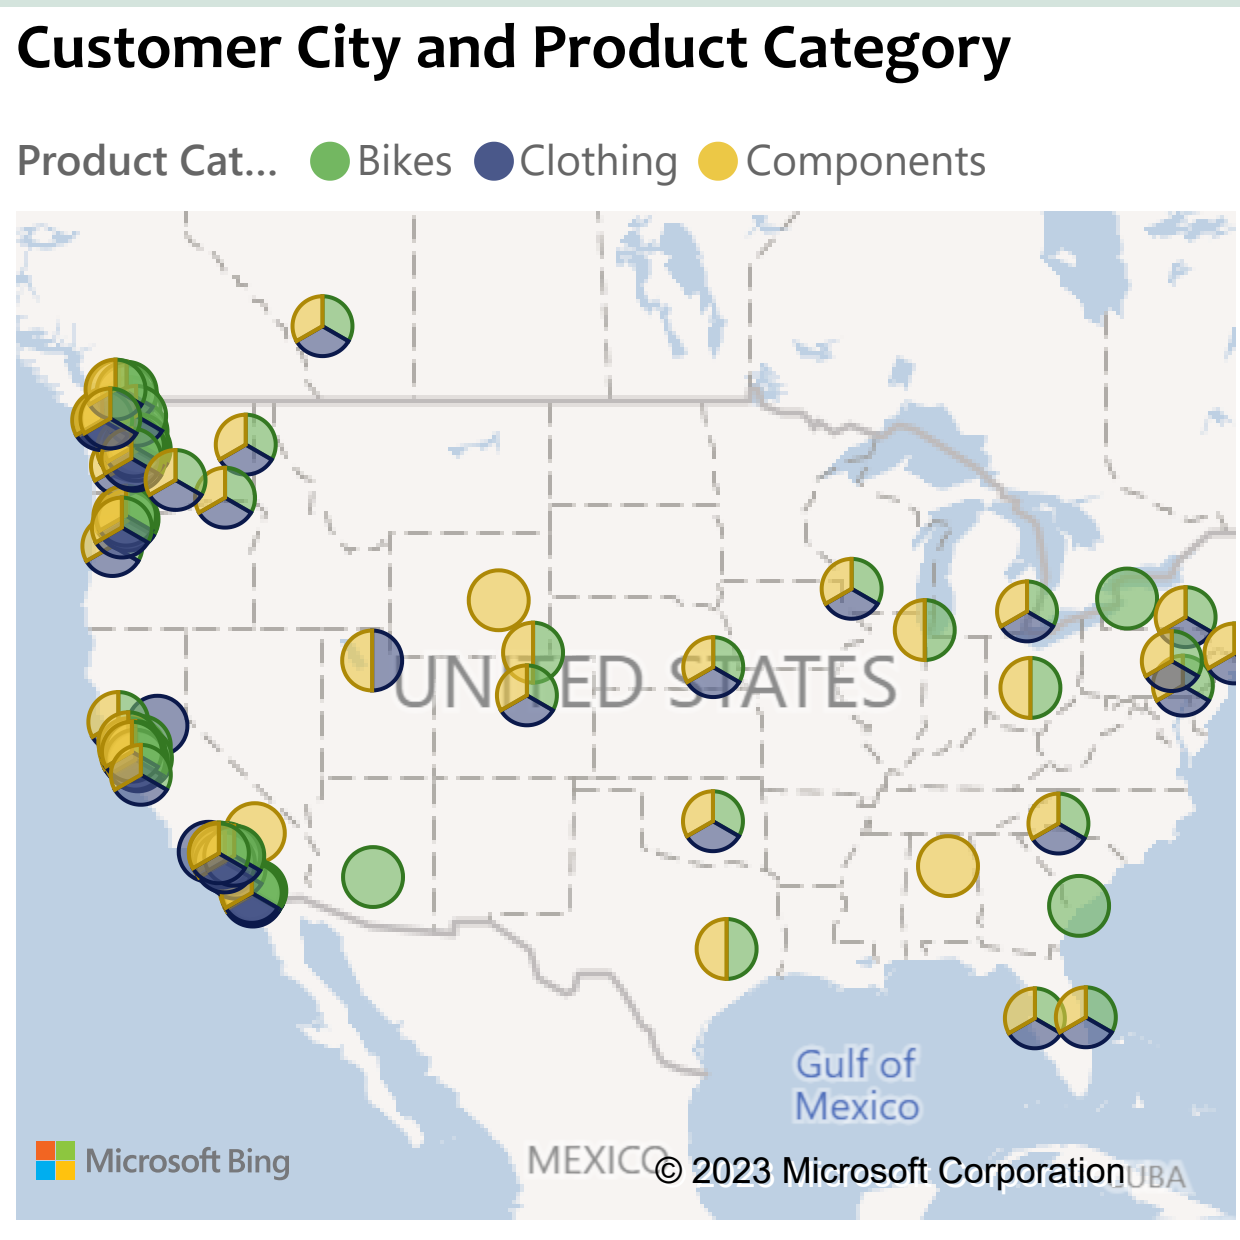 Customer City and Product Category
Product Cat... Bikes Clothing Components
UNITED STATES
Gulf of
Mexico
Microsoft Bing
MEXICO
© 2023 Microsoft Corporation
CUBA